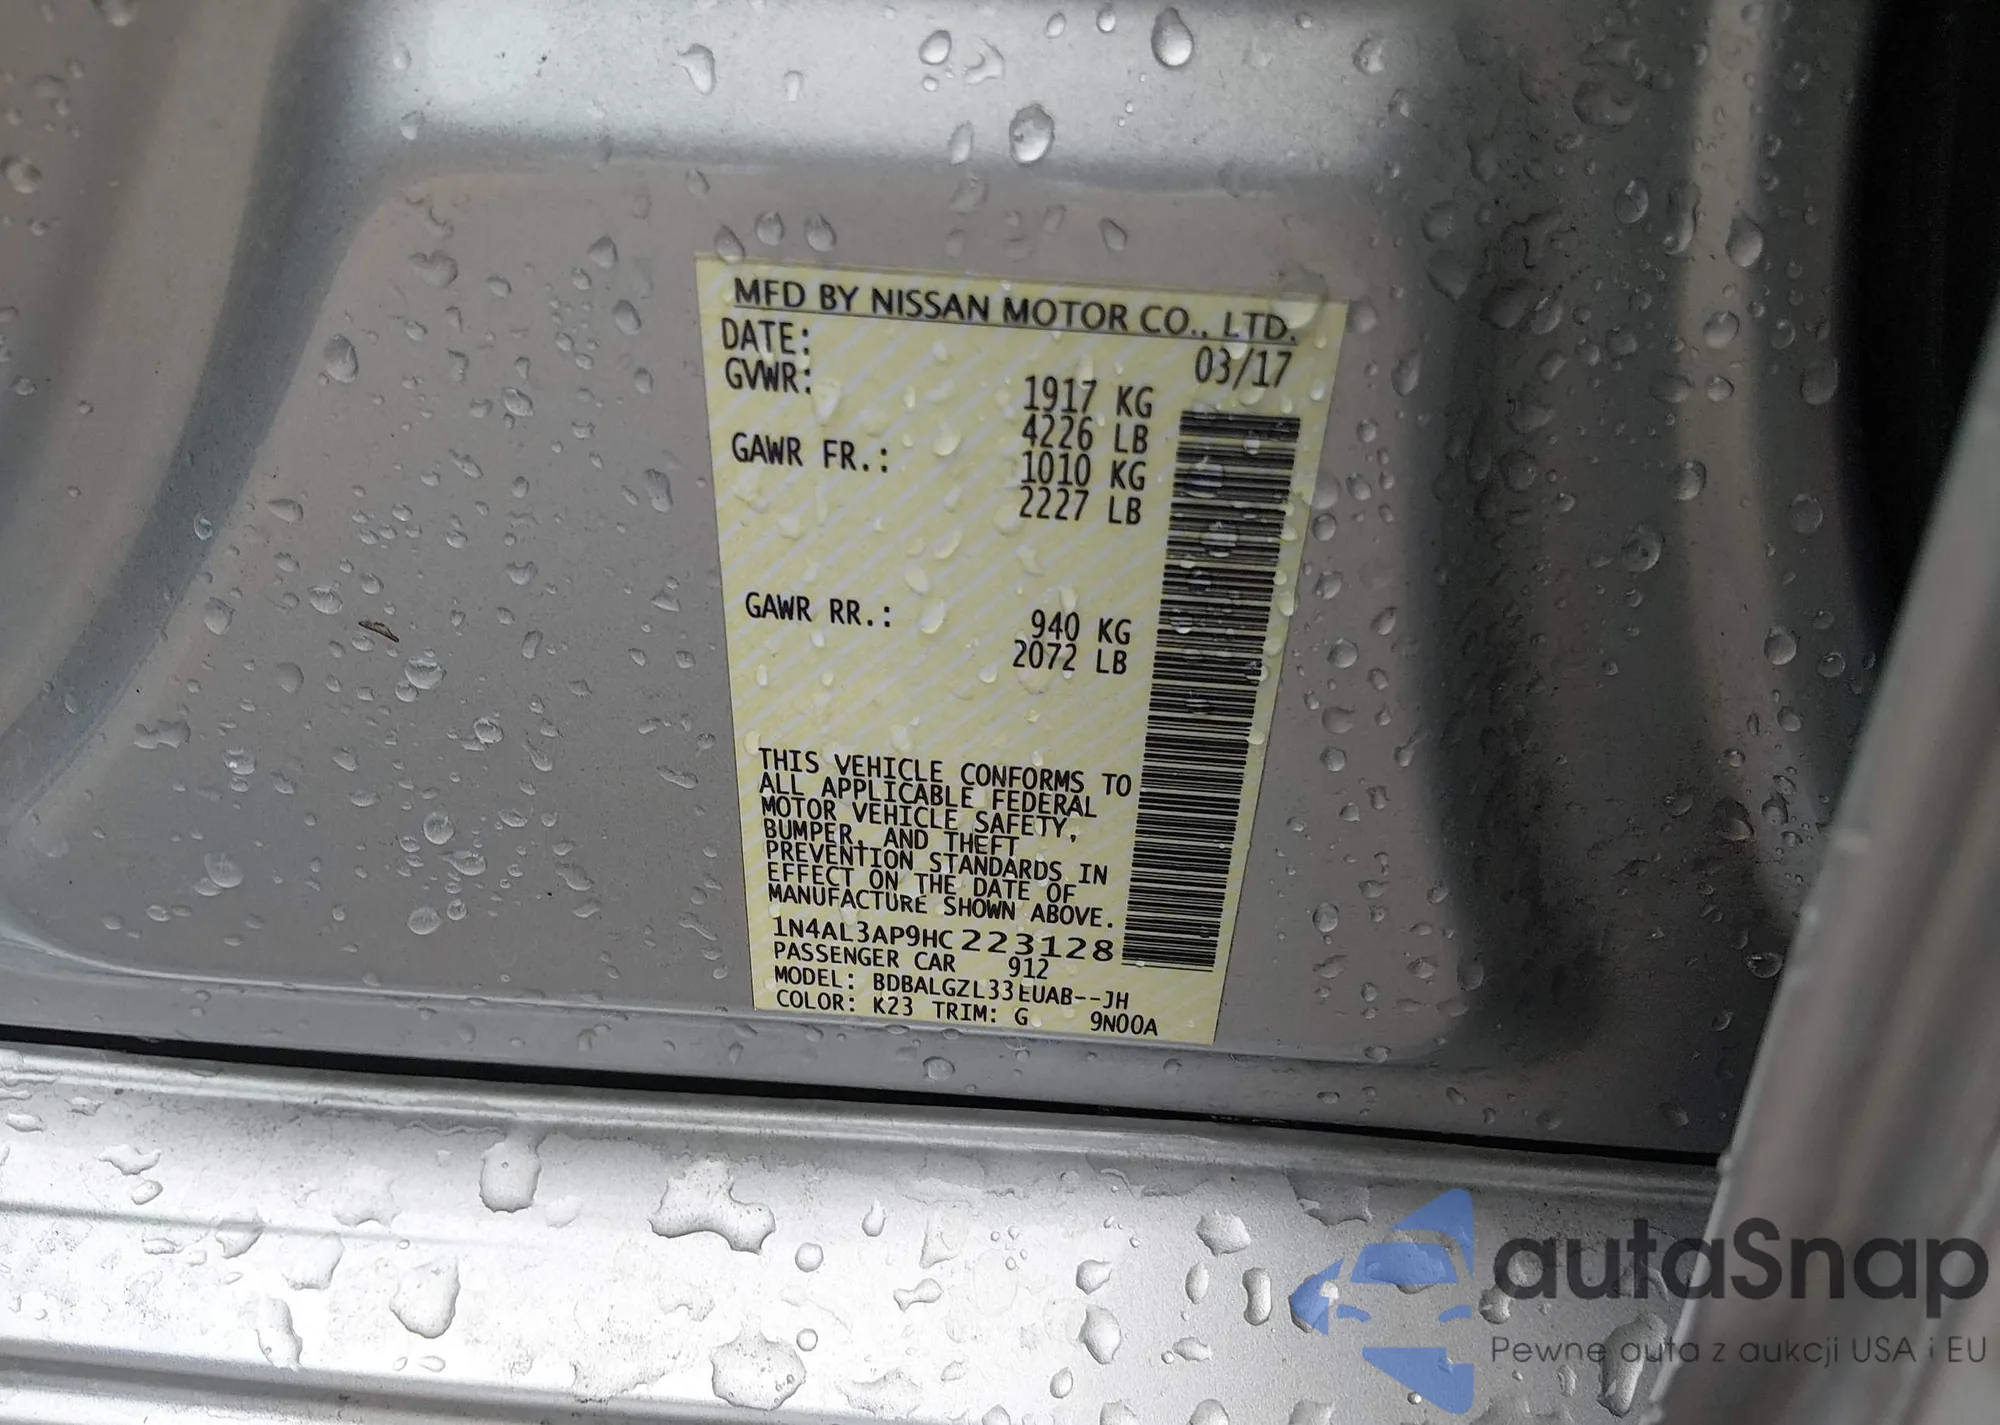 MFD BY NISSAN MOTOR CO., LTD.
DATE: 03/17
GVWR: 1917 KG
4226 LB
GAWR FR.: 1010 KG
2227 LB
GAWR RR.: 940 KG
2072 LB
THIS VEHICLE CONFORMS TO
ALL APPLICABLE FEDERAL
MOTOR VEHICLE SAFETY,
BUMPER, AND THEFT
PREVENTION STANDARDS IN
EFFECT ON THE DATE OF
MANUFACTURE SHOWN ABOVE.
1N4AL3AP9HC223128
PASSENGER CAR 912
MODEL: BDBALGZL33EUAB--JH
COLOR: K23 TRIM: G 9N00A
autaSnap
Pewne auta z aukcji USA i EU